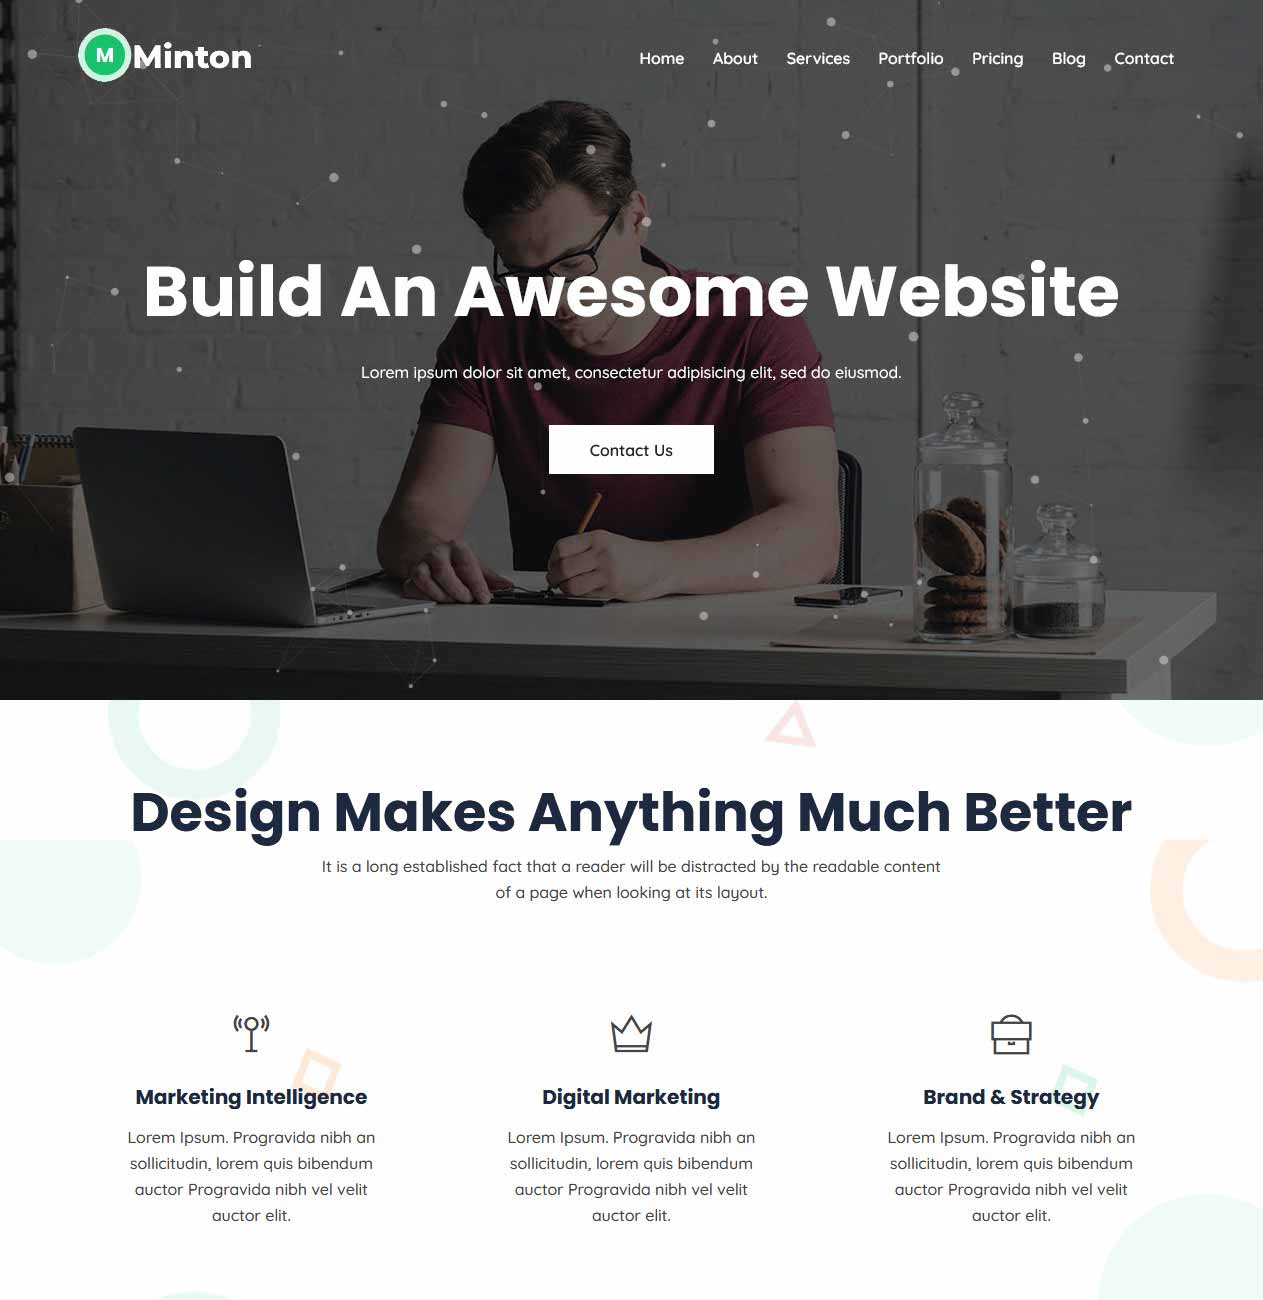 M Minton
Home About Services Portfolio Pricing Blog Contact
Build An Awesome Website
Lorem ipsum dolor sit amet, consectetur adipisicing elit, sed do eiusmod.
Contact Us
Design Makes Anything Much Better
It is a long established fact that a reader will be distracted by the readable content
of a page when looking at its layout.
Marketing Intelligence
Lorem Ipsum. Progravida nibh an
sollicitudin, lorem quis bibendum
auctor Progravida nibh vel velit
auctor elit.
Digital Marketing
Lorem Ipsum. Progravida nibh an
sollicitudin, lorem quis bibendum
auctor Progravida nibh vel velit
auctor elit.
Brand & Strategy
Lorem Ipsum. Progravida nibh an
sollicitudin, lorem quis bibendum
auctor Progravida nibh vel velit
auctor elit.